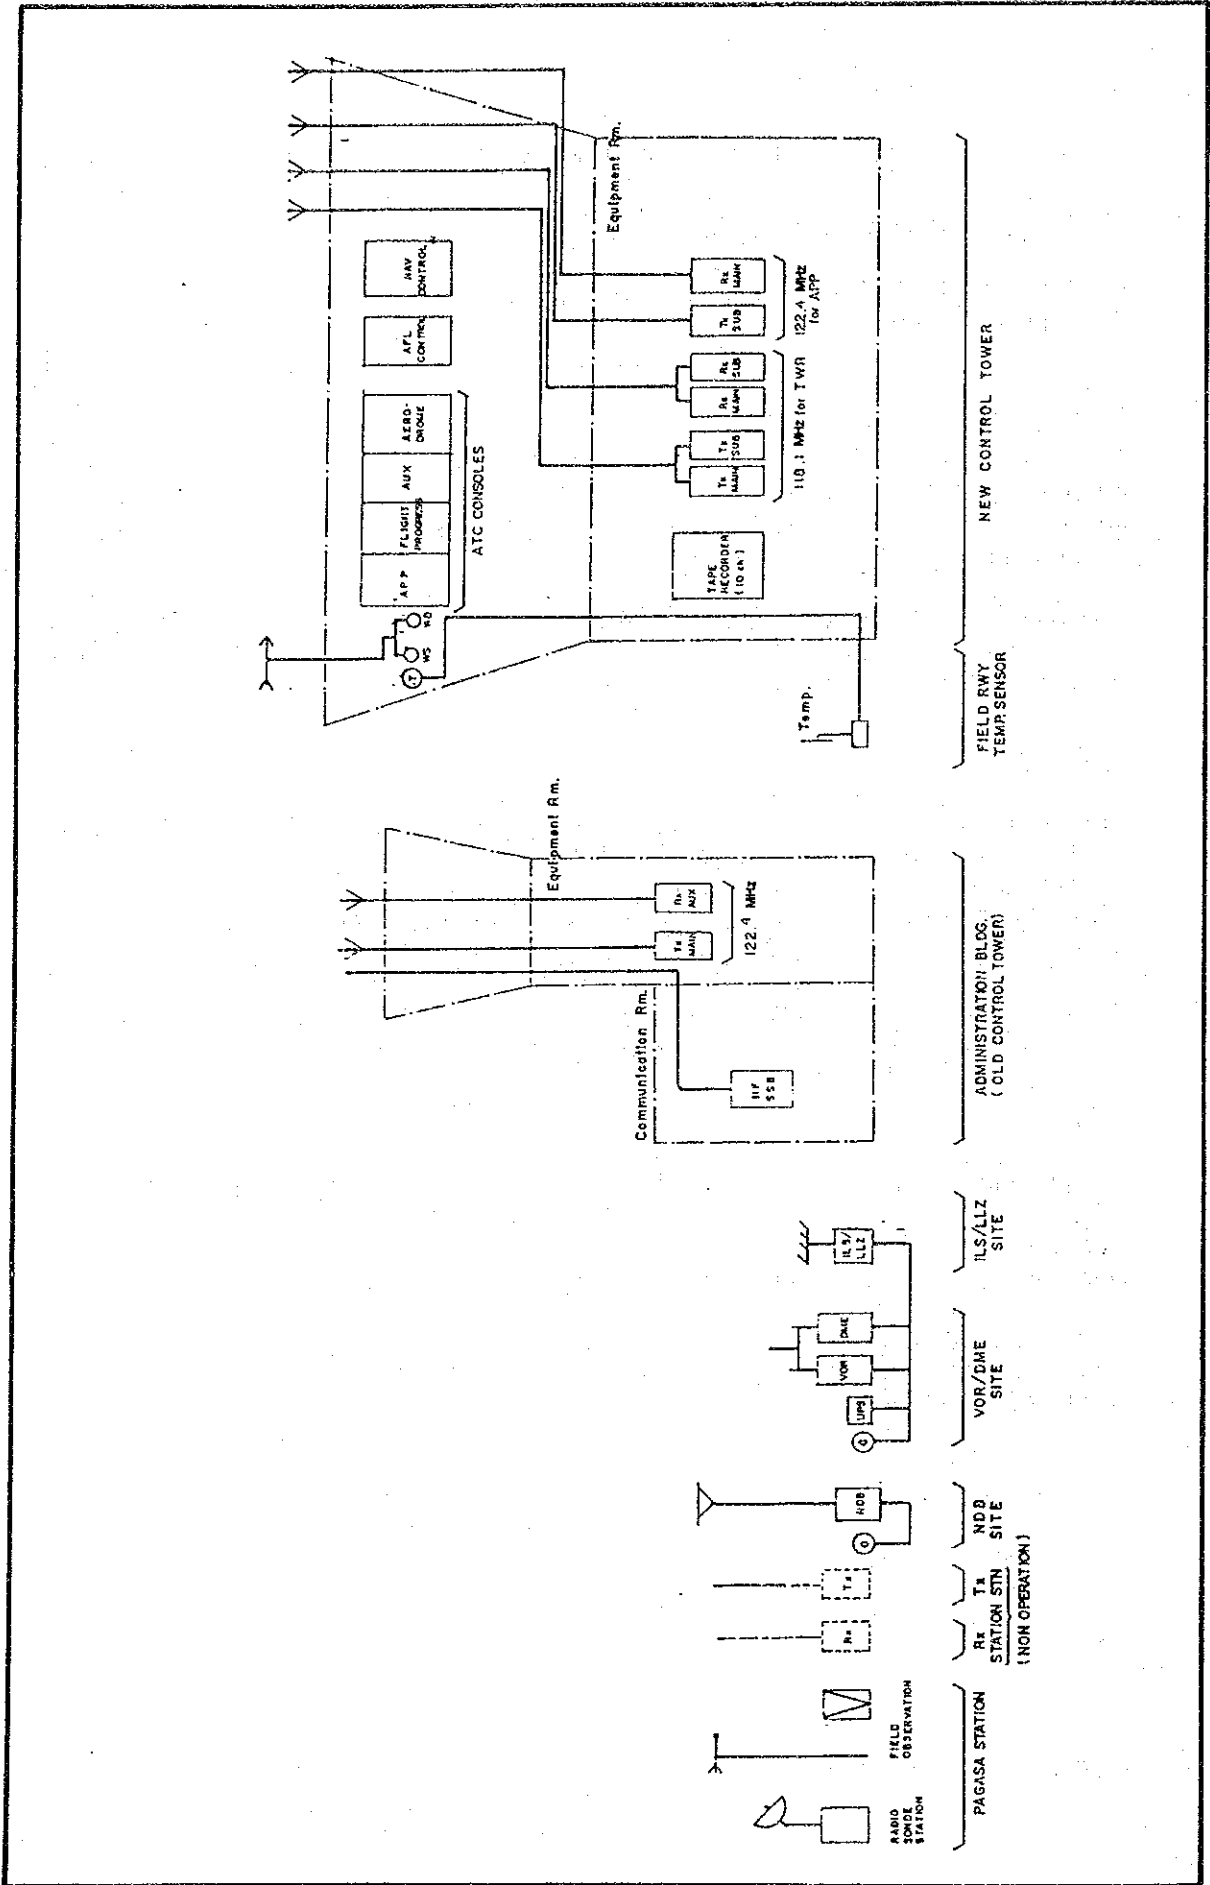 RADIO
SONDE
STATION
FIELD
OBSERVATION
PAGASA STATION
Rx
Tx
Rx Tx
STATION STN
(NON OPERATION)
NDB
NDB
SITE
UPS
VOR
DME
VOR/DME
SITE
ILS/
LLZ
ILS/LLZ
SITE
Communication Rm.
HF
SSB
Equipment Rm.
Tx
MAIN
Rx
AUX
122.4 MHz
ADMINISTRATION BLDG.
(OLD CONTROL TOWER)
Temp.
FIELD RWY
TEMP. SENSOR
T
WS
WD
APP
FLIGHT
PROGRESS
AUX
AERO-
DROME
ATC CONSOLES
AFL
CONTROL
NAV
CONTROL
Equipment Rm.
TAPE
RECORDER
(10 ch)
Tx
MAIN
Tx
SUB
Rx
MAIN
Rx
SUB
118.1 MHz for TWR
Tx
SUB
Rx
MAIN
122.4 MHz
for APP
NEW CONTROL TOWER